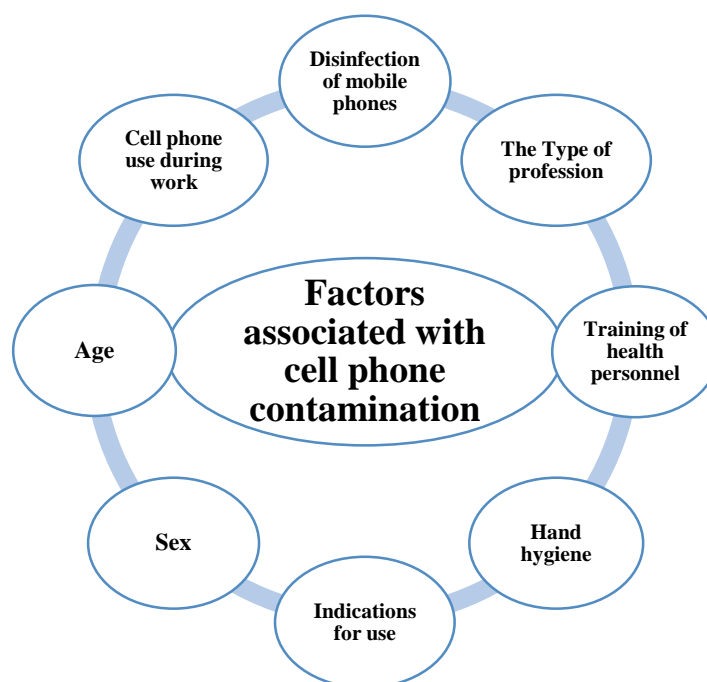 Disinfection
of mobile
phones
Cell phone
use during
work
The Type of
profession
Factors
associated with
cell phone
contamination
Age
Training of
health
personnel
Sex
Hand
hygiene
Indications
for use